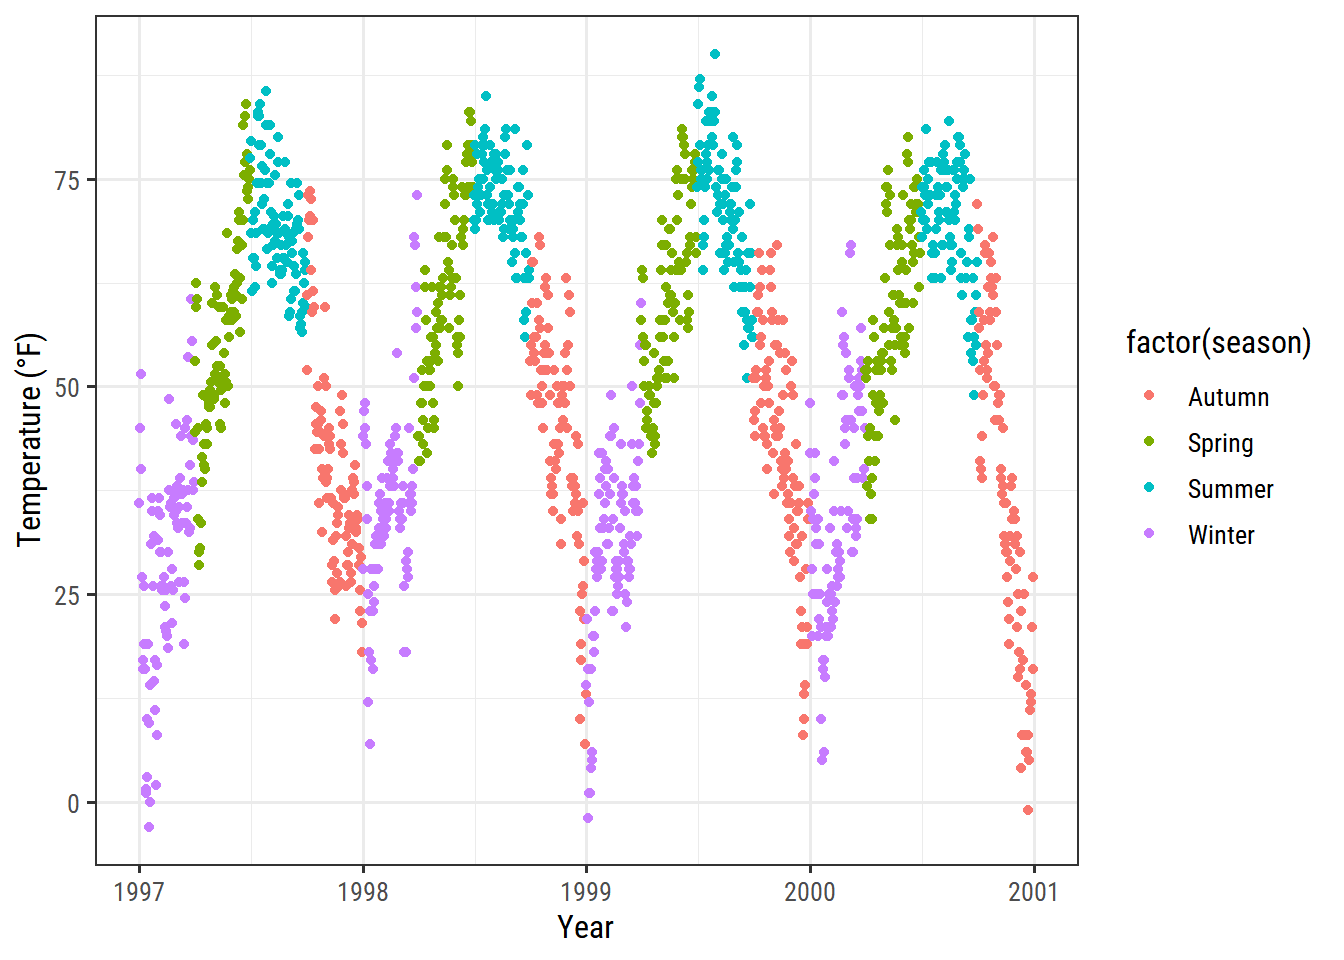 Temperature (°F)
75
50
25
0
1997 1998 1999 2000 2001
Year
factor(season)
Autumn
Spring
Summer
Winter